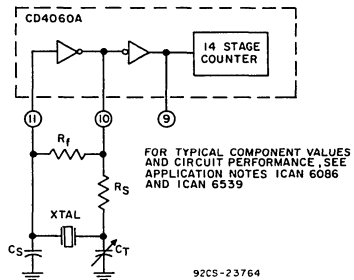 CD4060A
14 STAGE
COUNTER
11
10
9
Rf
RS
XTAL
CS
CT
FOR TYPICAL COMPONENT VALUES
AND CIRCUIT PERFORMANCE, SEE
APPLICATION NOTES ICAN 6086
AND ICAN 6539
92CS-23764